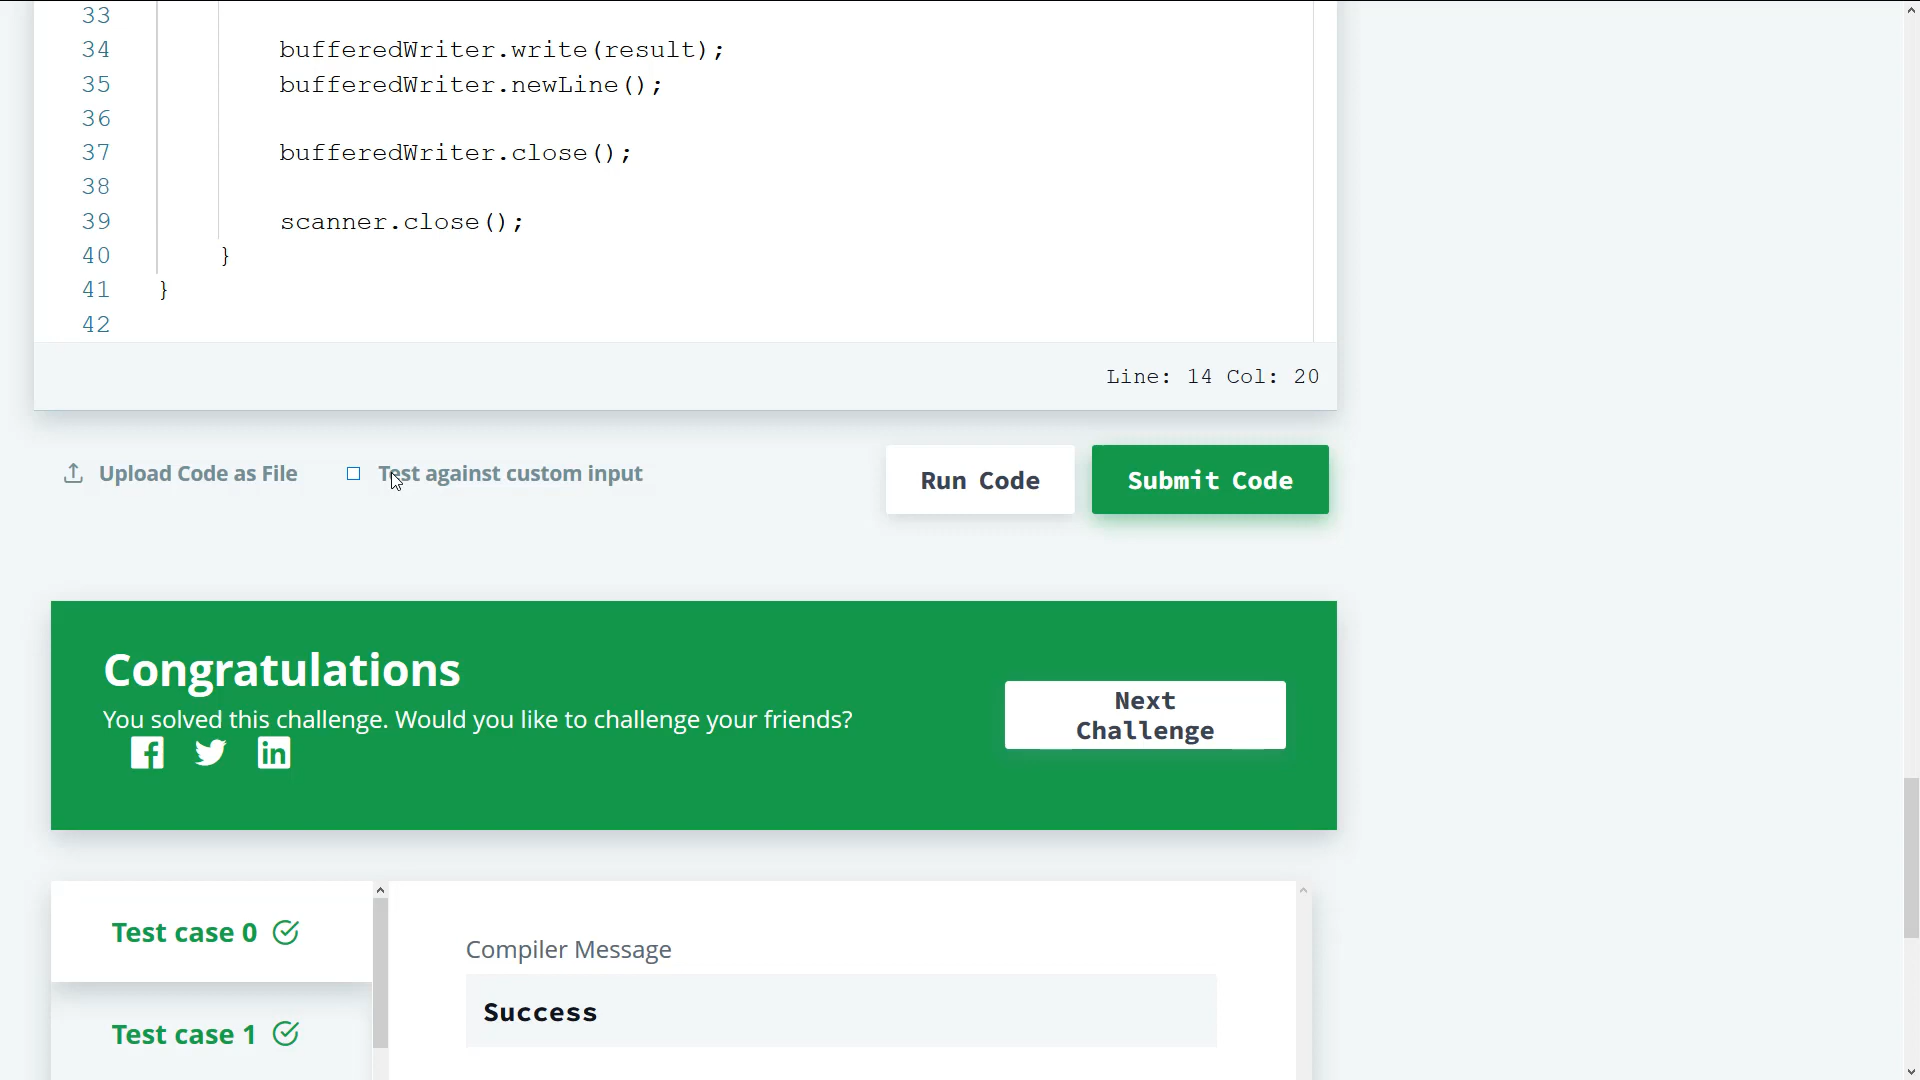 33
34 bufferedWriter.write(result);
35 bufferedWriter.newLine();
36
37 bufferedWriter.close();
38
39 scanner.close();
40 }
41 }
42
Line: 14 Col: 20
Upload Code as File Test against custom input Run Code Submit Code
Congratulations
You solved this challenge. Would you like to challenge your friends?
Next
Challenge
Test case 0
Compiler Message
Success
Test case 1